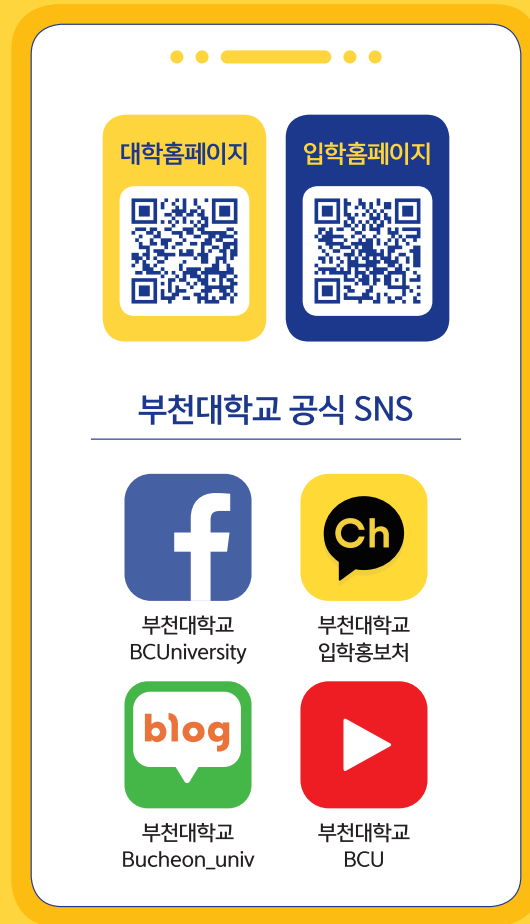 대학홈페이지
입학홈페이지
부천대학교 공식 SNS
f
Ch
부천대학교
BCUniversity
부천대학교
입학홍보처
blog
부천대학교
Bucheon_univ
부천대학교
BCU